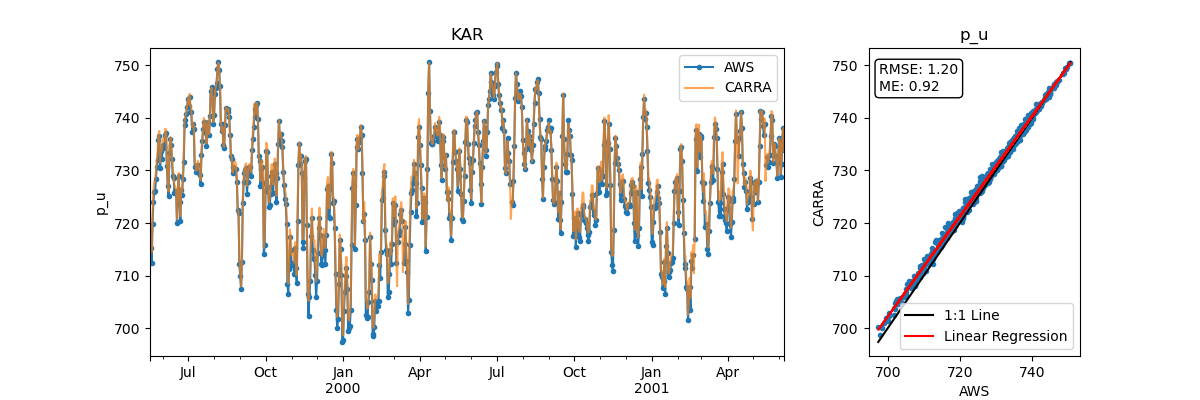 KAR
p_u
750
740
730
720
710
700
p_u
AWS
CARRA
Jul
Oct
Jan
2000
Apr
Jul
Oct
Jan
2001
Apr
750
740
730
720
710
700
CARRA
RMSE: 1.20
ME: 0.92
1:1 Line
Linear Regression
700
720
740
AWS